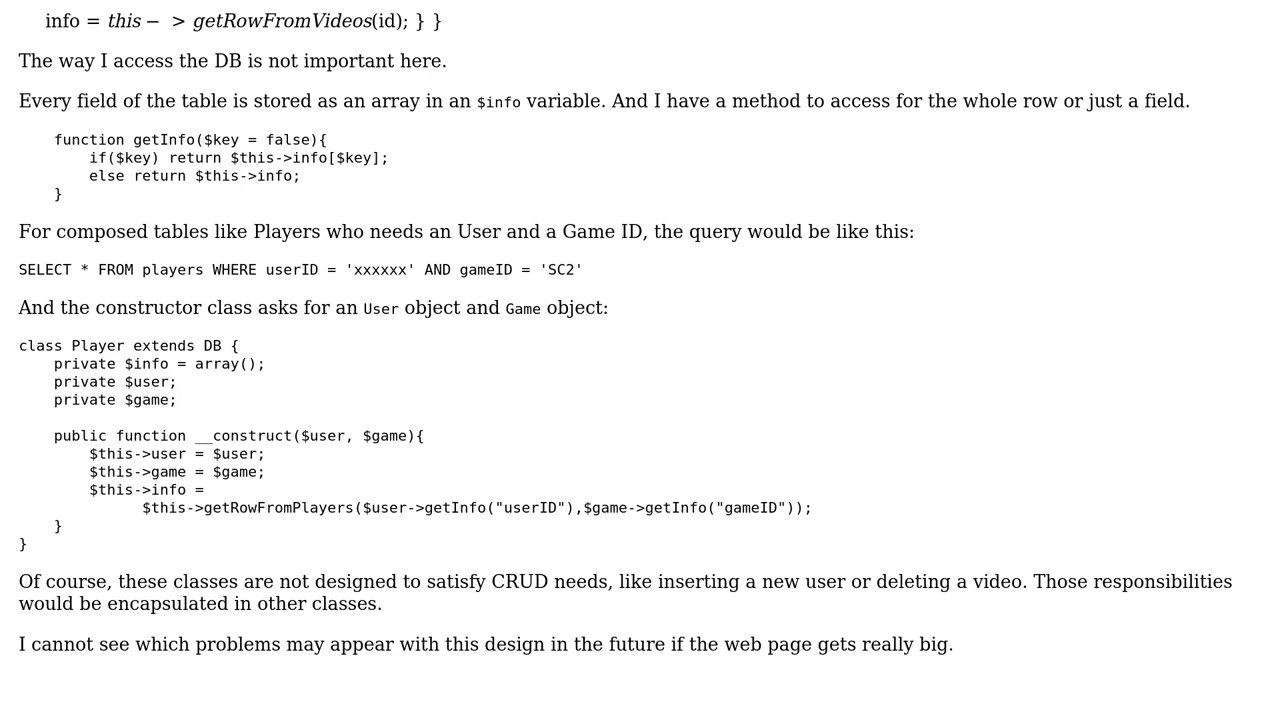 info = this− > getRowFromVideos(id); } }
The way I access the DB is not important here.
Every field of the table is stored as an array in an $info variable. And I have a method to access for the whole row or just a field.
    function getInfo($key = false){
        if($key) return $this->info[$key];
        else return $this->info;
    }
For composed tables like Players who needs an User and a Game ID, the query would be like this:
SELECT * FROM players WHERE userID = 'xxxxxx' AND gameID = 'SC2'
And the constructor class asks for an User object and Game object:
class Player extends DB {
    private $info = array();
    private $user;
    private $game;
    public function __construct($user, $game){
        $this->user = $user;
        $this->game = $game;
        $this->info =
              $this->getRowFromPlayers($user->getInfo("userID"),$game->getInfo("gameID"));
    }
}
Of course, these classes are not designed to satisfy CRUD needs, like inserting a new user or deleting a video. Those responsibilities
would be encapsulated in other classes.
I cannot see which problems may appear with this design in the future if the web page gets really big.